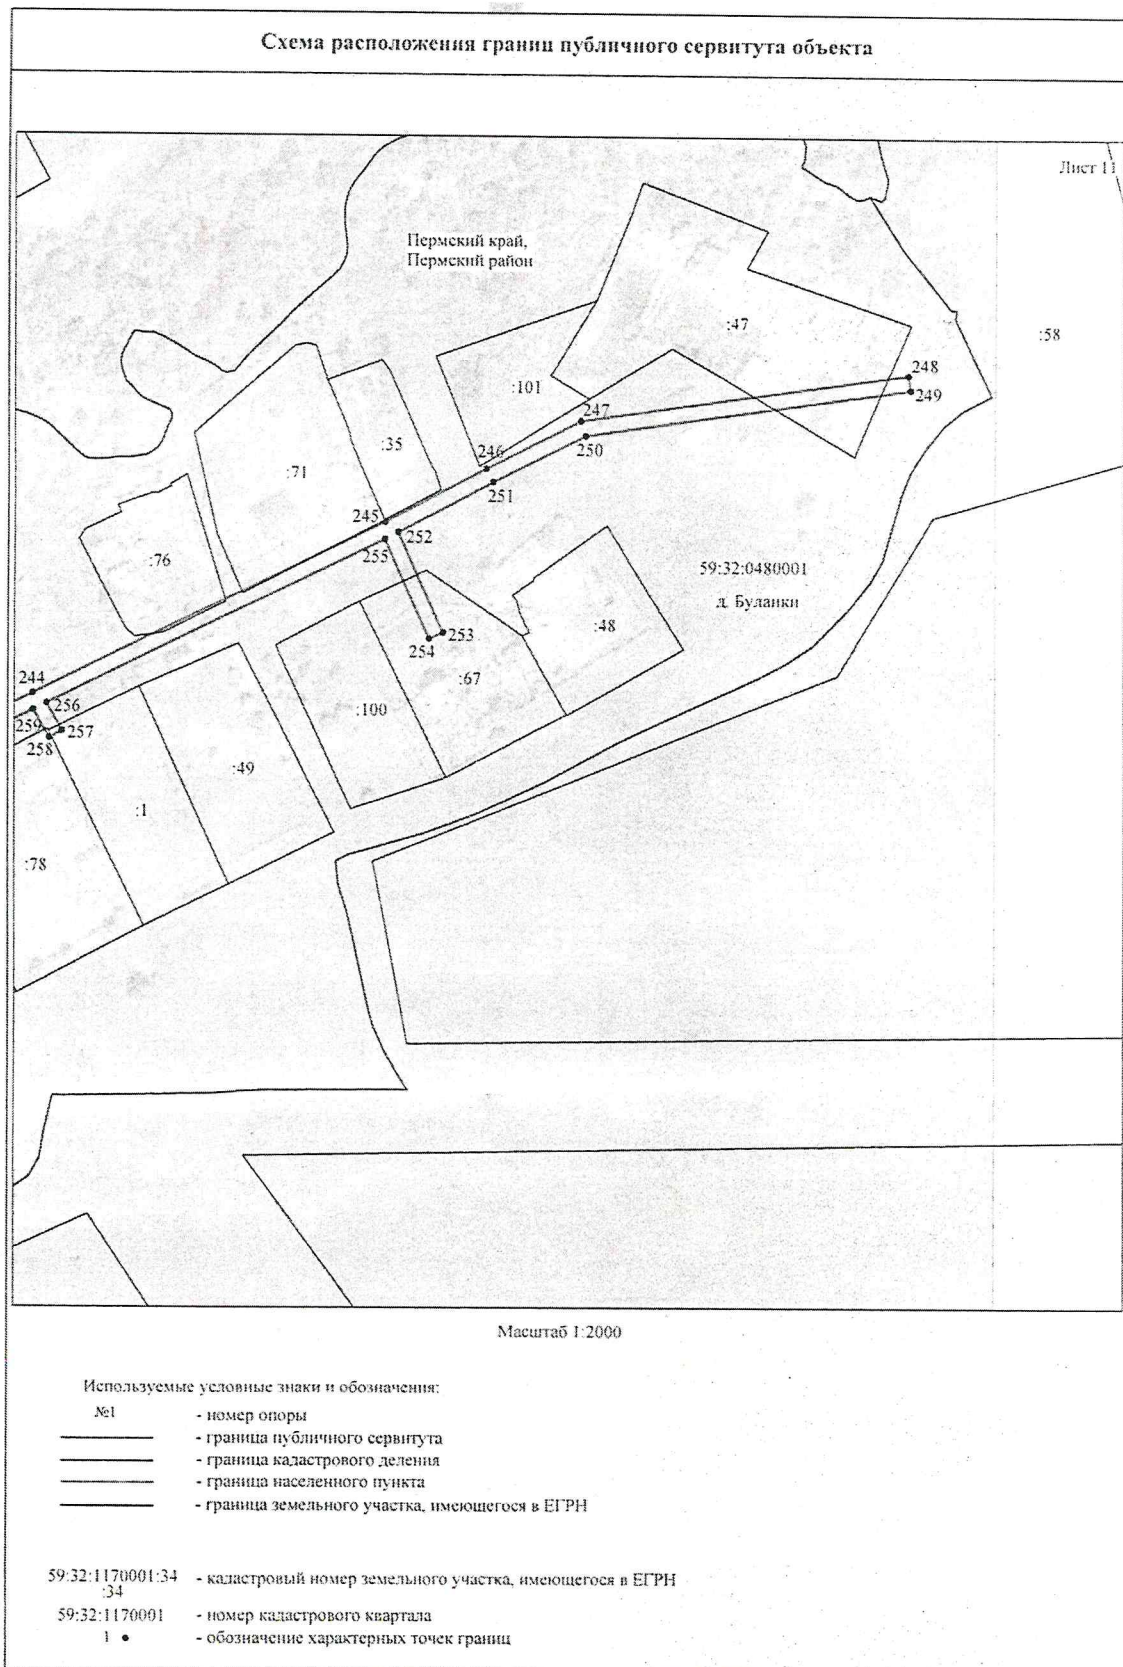 Схема расположения границ публичного сервитута объекта
Лист 11
Пермский край,
Пермский район
:47
:58
:101
248
249
247
250
:35
246
:71
251
245
252
255
:76
59:32:0480001
д. Буланки
:48
253
254
:67
244
256
:100
259
257
258
:49
:1
:78
Масштаб 1:2000
Используемые условные знаки и обозначения:
№1 - номер опоры
- граница публичного сервитута
- граница кадастрового деления
- граница населенного пункта
- граница земельного участка, имеющегося в ЕГРН
59:32:1170001:34 - кадастровый номер земельного участка, имеющегося в ЕГРН
:34
59:32:1170001 - номер кадастрового квартала
1 - обозначение характерных точек границ